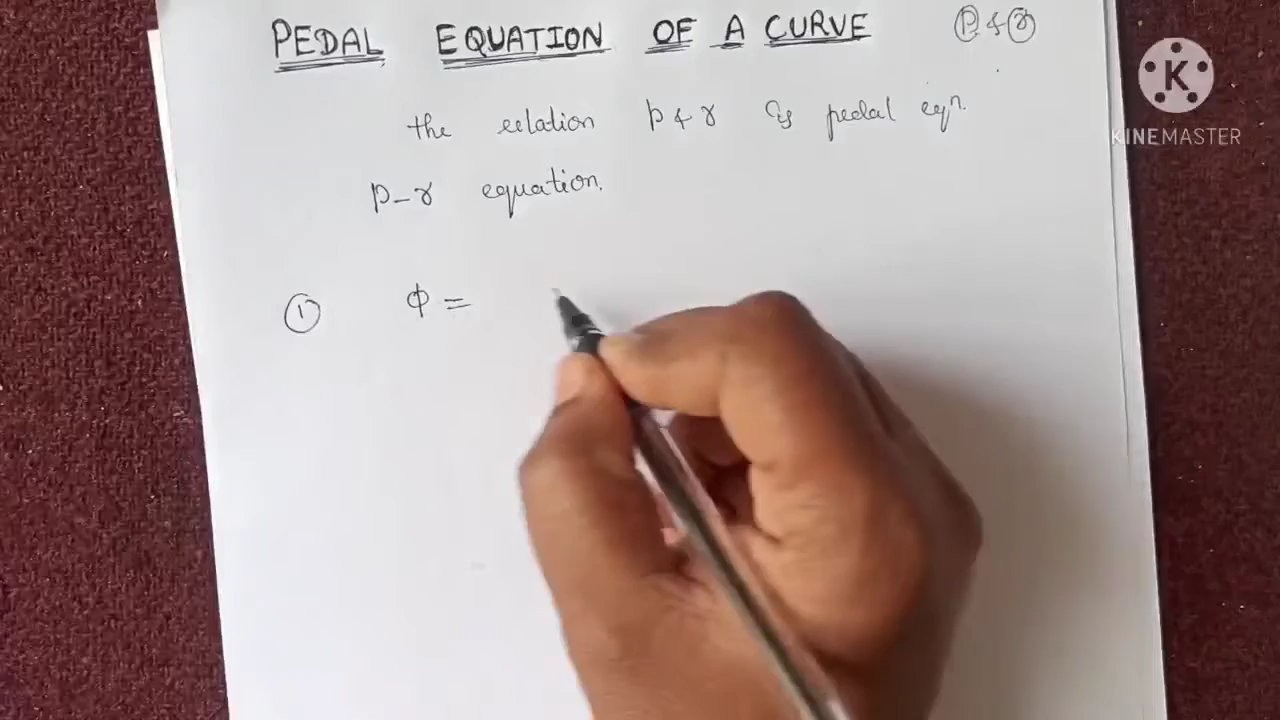 PEDAL EQUATION OF A CURVE P & r
the relation p & r is pedal eqn.
p-r equation.
① ϕ =
K
KINEMASTER